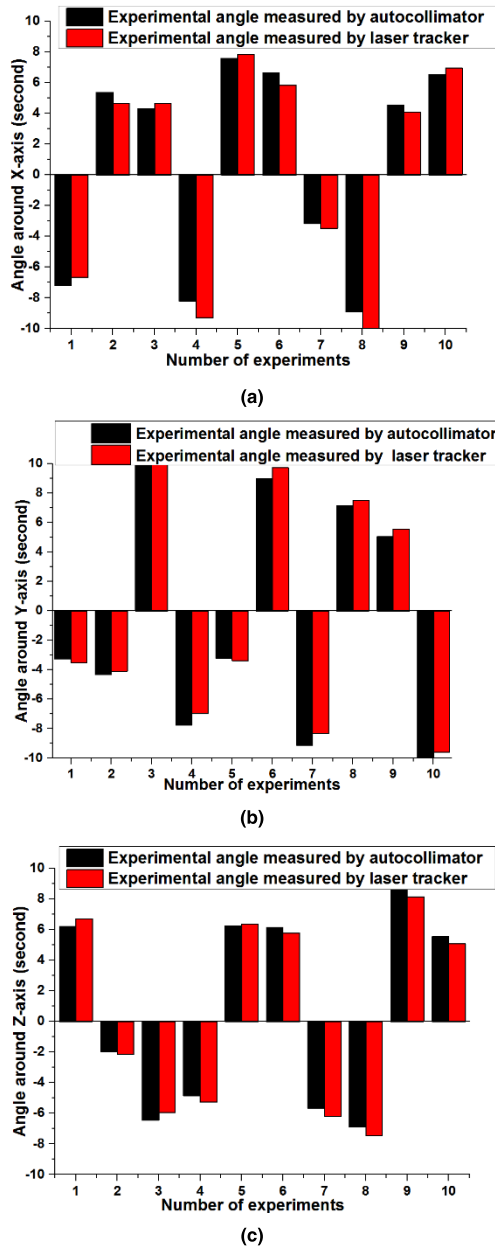 Experimental angle measured by autocollimator
Experimental angle measured by laser tracker
10
8
6
4
2
0
-2
-4
-6
-8
-10
Angle around X-axis (second)
1 2 3 4 5 6 7 8 9 10
Number of experiments
(a)
Experimental angle measured by autocollimator
Experimental angle measured by laser tracker
10
8
6
4
2
0
-2
-4
-6
-8
-10
Angle around Y-axis (second)
1 2 3 4 5 6 7 8 9 10
Number of experiments
(b)
Experimental angle measured by autocollimator
Experimental angle measured by laser tracker
10
8
6
4
2
0
-2
-4
-6
-8
-10
Angle around Z-axis (second)
1 2 3 4 5 6 7 8 9 10
Number of experiments
(c)